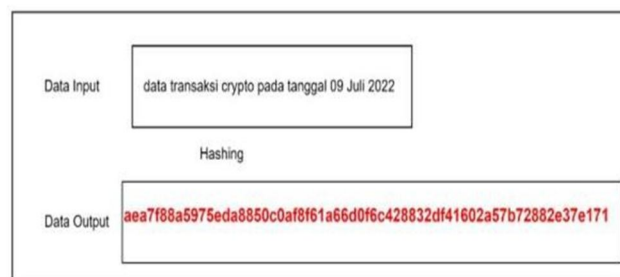 Data Input
data transaksi crypto pada tanggal 09 Juli 2022
Hashing
Data Output
aea7f88a5975eda8850c0af8f61a66d0f6c428832df41602a57b72882e37e171